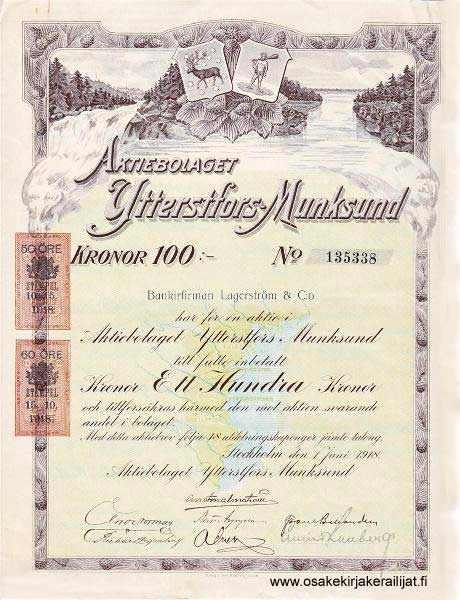 AKTIEBOLAGET
YTTERSTFORS-MUNKSUND
KRONOR 100:- No 135338
Bankirfirman Lagerström & Co
har för en aktie i
Aktiebolaget Ytterstfors Munksund
till fullo inbetalt
Kronor Ett Hundra Kronor
och tillförsäkras härmed den mot aktien svarande
andel i bolaget.
Med detta aktiebrev följa 18 utdelningskuponger jämte talong.
Stockholm den 1 juni 1918.
Aktiebolaget Ytterstfors Munksund
50 ÖRE
STÄMPEL
1918.
60 ÖRE
STÄMPEL
15. 10.
1918.
www.osakekirjakerailijat.fi